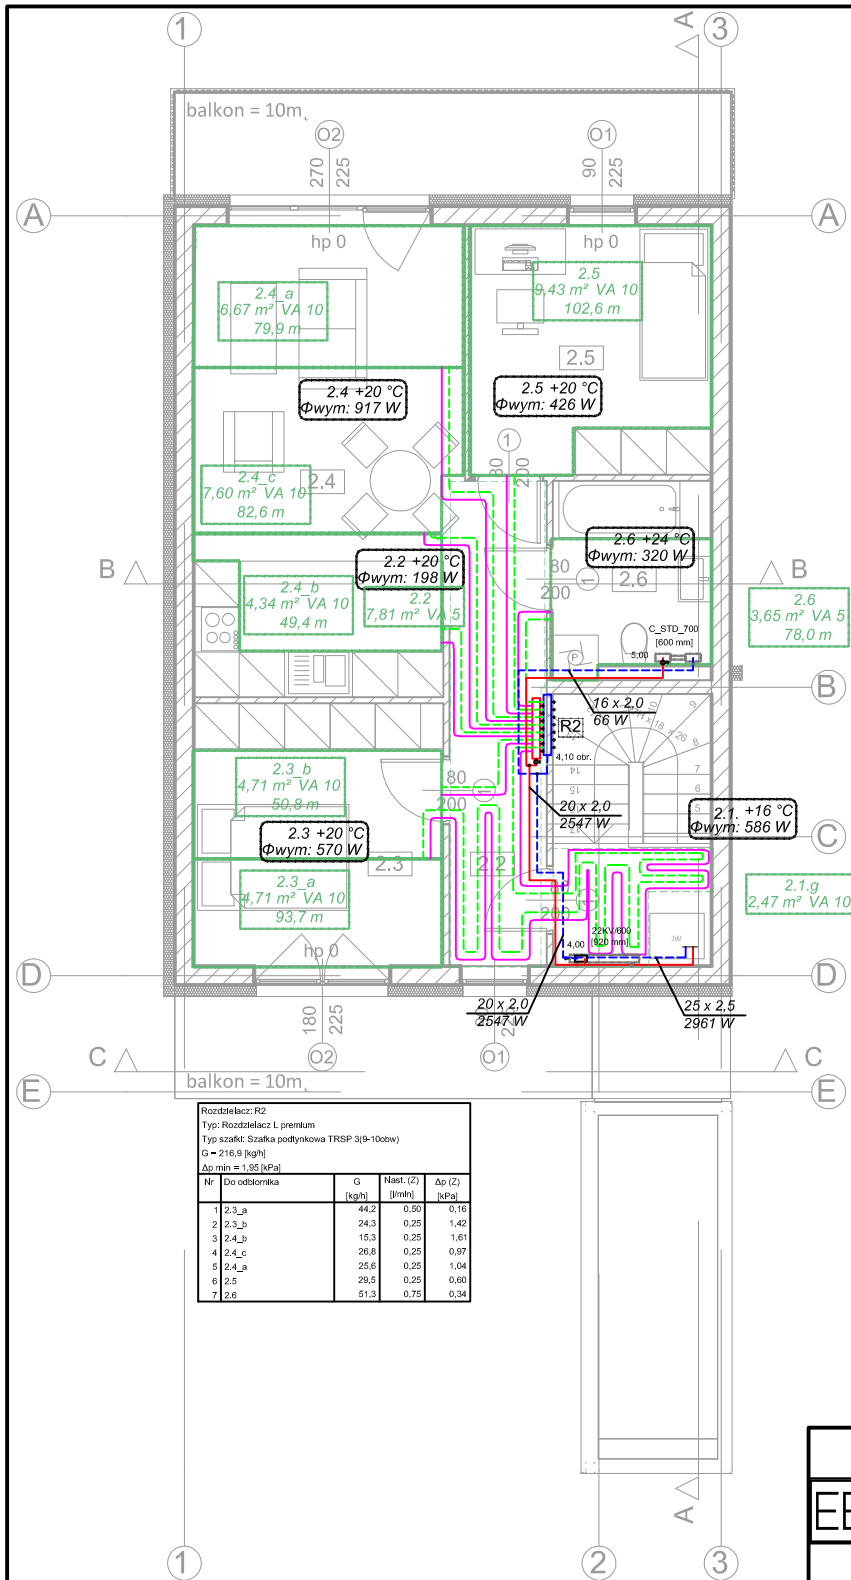 1
3
A
balkon = 10m
O2
O1
270
225
90
225
A
A
hp 0
hp 0
2.4_a
6,67 m² VA 10
79,9 m
2.5
9,43 m² VA 10
102,6 m
2.5
2.4 +20 °C
Φwym: 917 W
2.5 +20 °C
Φwym: 426 W
1
80
200
2.4_c
7,60 m² VA 10
82,6 m
2.4
2.6 +24 °C
Φwym: 320 W
2.2 +20 °C
Φwym: 198 W
B
B
80
200
1
2.6
2.4_b
4,34 m² VA 10
49,4 m
2.2
7,81 m² VA 5
2.6
3,65 m² VA 5
78,0 m
C_STD_700
[600 mm]
5,00
P
B
16 x 2,0
66 W
R2
4,10 obr.
2.3_b
4,71 m² VA 10
50,8 m
80
200
1
20 x 2,0
2547 W
2.1. +16 °C
Φwym: 586 W
C
2.3 +20 °C
Φwym: 570 W
2.3
2.2
2.3_a
4,71 m² VA 10
93,7 m
2.1.g
2,47 m² VA 10
22KV/600
[920 mm]
4,00
JW
hp 0
D
D
180
225
20 x 2,0
2547 W
25 x 2,5
2961 W
O2
O1
C
C
E
E
balkon = 10m
Rozdzielacz: R2
Typ: Rozdzielacz L premium
Typ szafki: Szafka podtynkowa TRSP 3(9-10obw)
G = 216,9 [kg/h]
Δp min = 1,95 [kPa]
Nr Do odbiornika G [kg/h] Nast. (Z) [l/min] Δp (Z) [kPa]
1 2.3_a 44,2 0,50 0,16
2 2.3_b 24,3 0,25 1,42
3 2.4_b 15,3 0,25 1,61
4 2.4_c 26,8 0,25 0,97
5 2.4_a 25,6 0,25 1,04
6 2.5 29,5 0,25 0,60
7 2.6 51,3 0,75 0,34
A
1
2
3